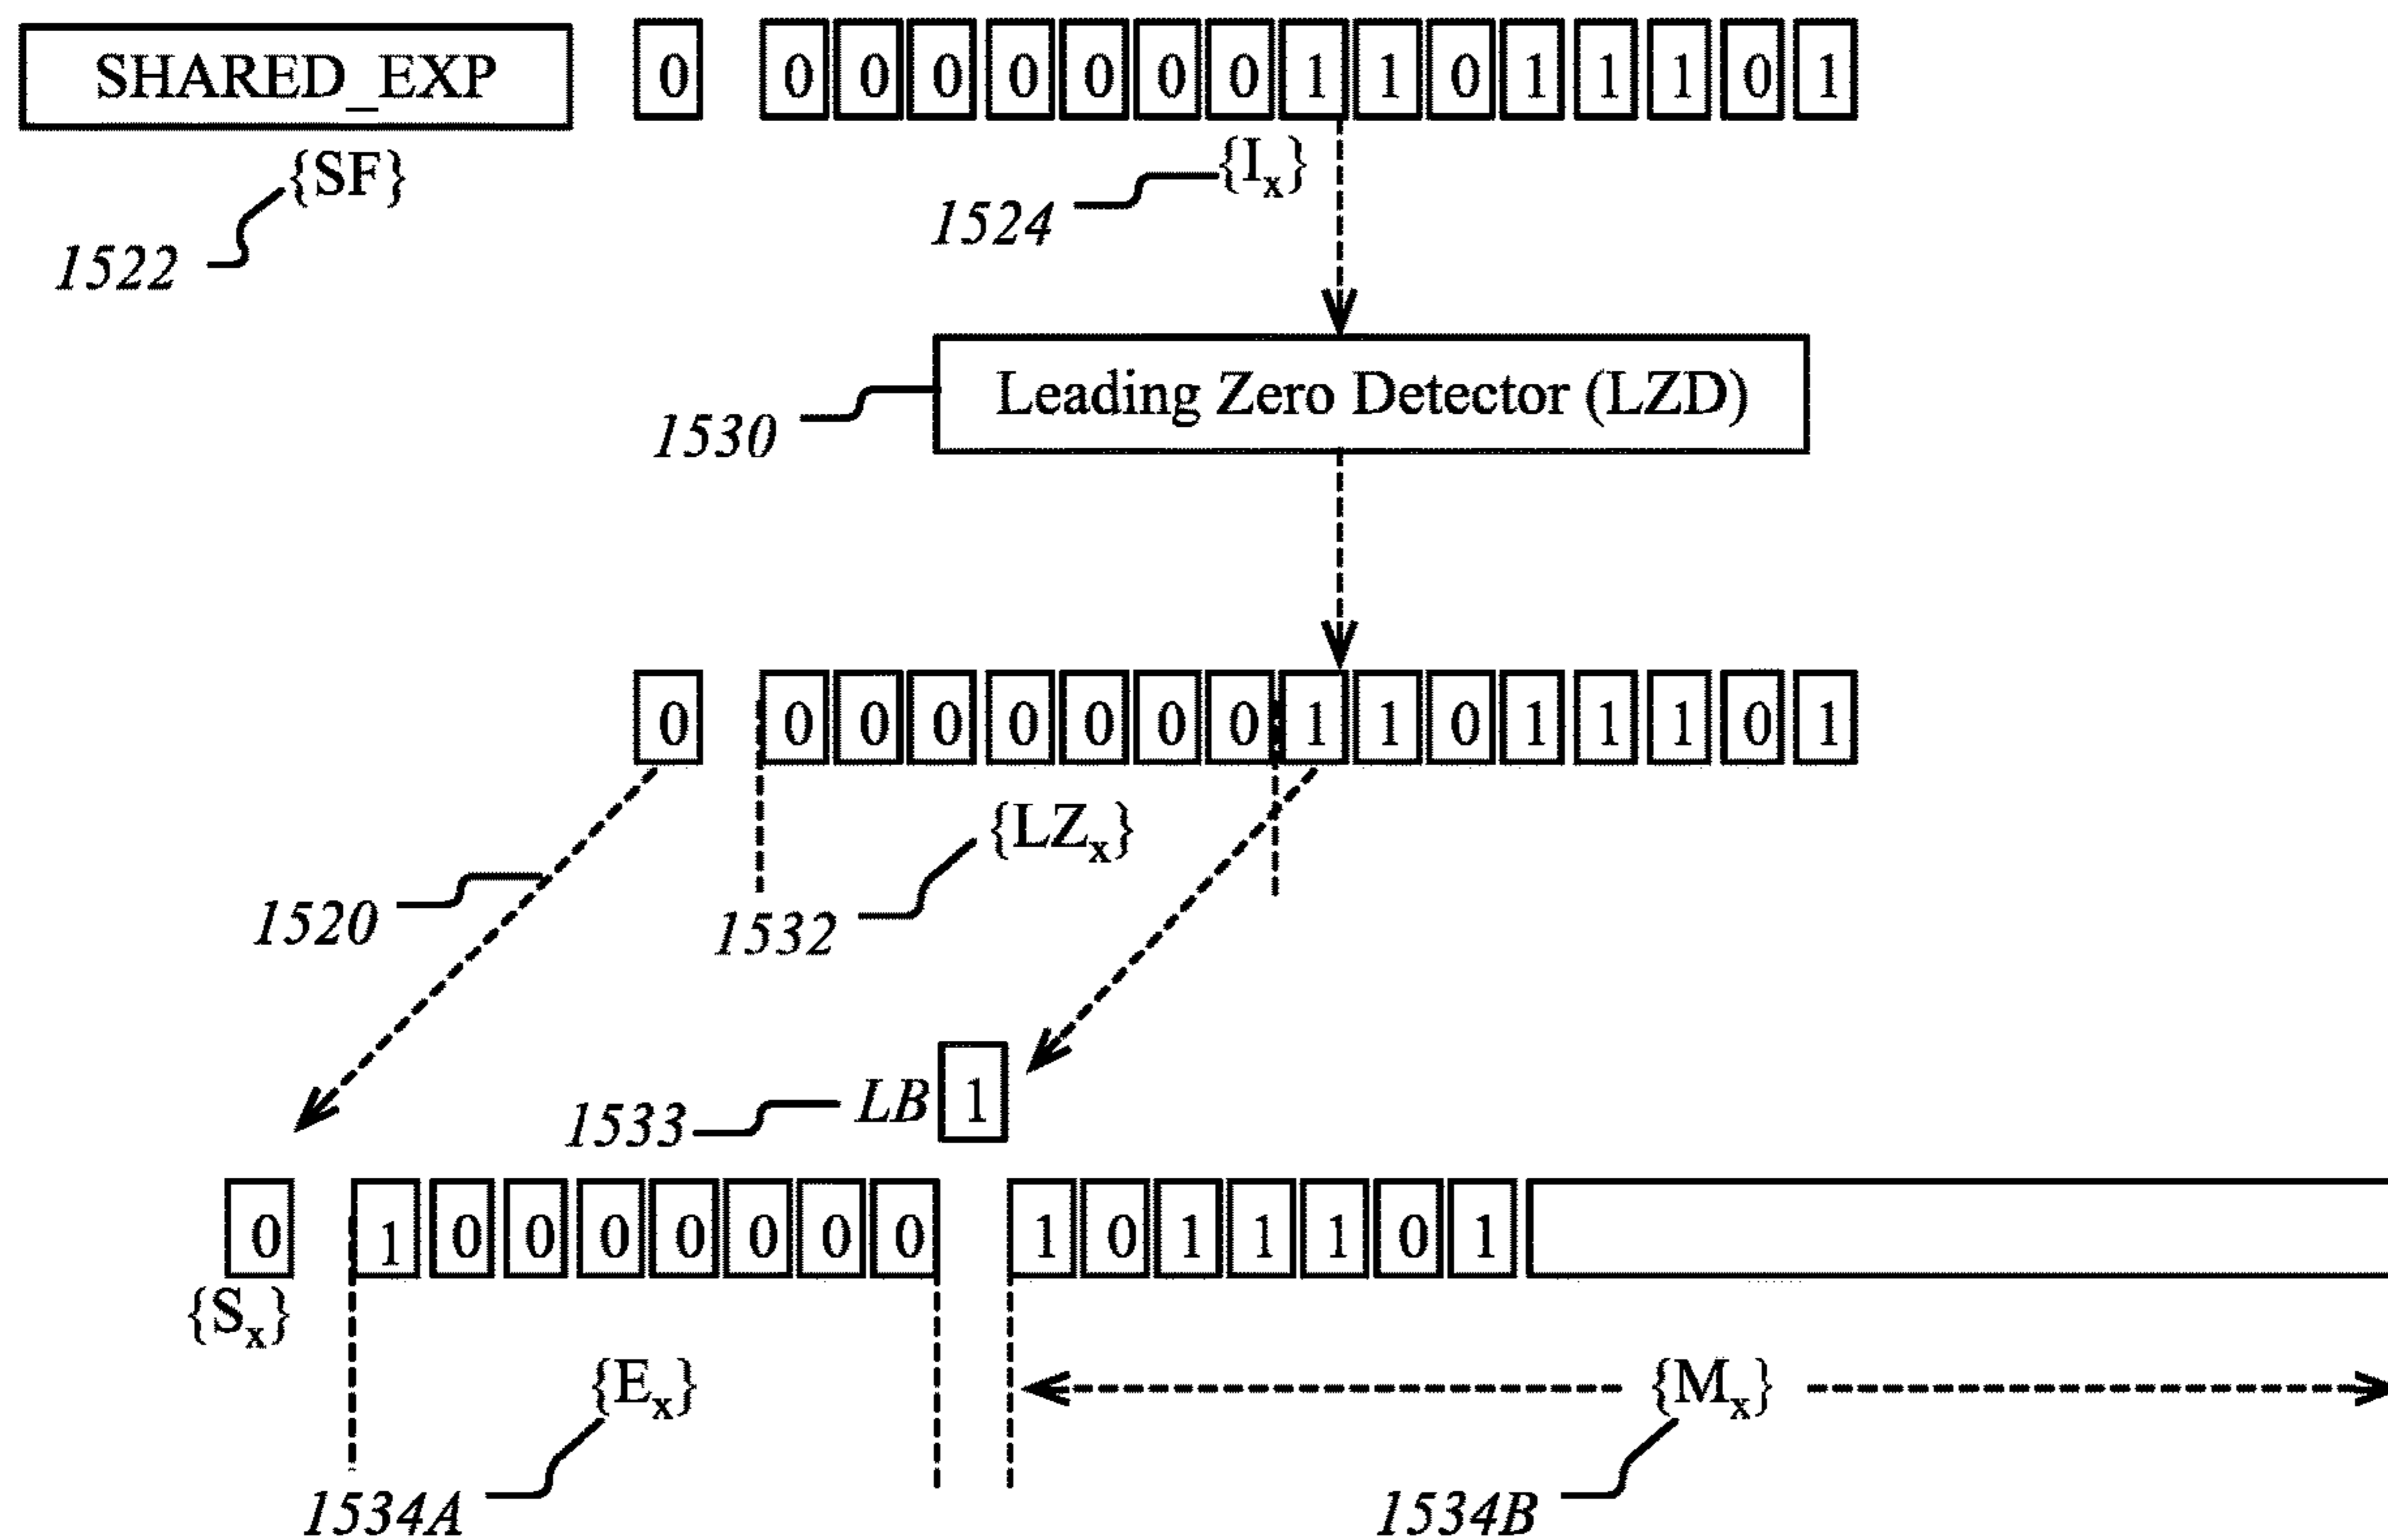 SHARED_EXP 0 0 0 0 0 0 0 0 1 1 0 1 1 1 0 1
{SF} {Ix}
1522 1524
Leading Zero Detector (LZD)
1530
0 0 0 0 0 0 0 0 1 1 0 1 1 1 0 1
{LZx}
1520 1532
1533 LB 1
0 1 0 0 0 0 0 0 0 1 0 1 1 1 0 1
{Sx}
{Ex} {Mx}
1534A 1534B